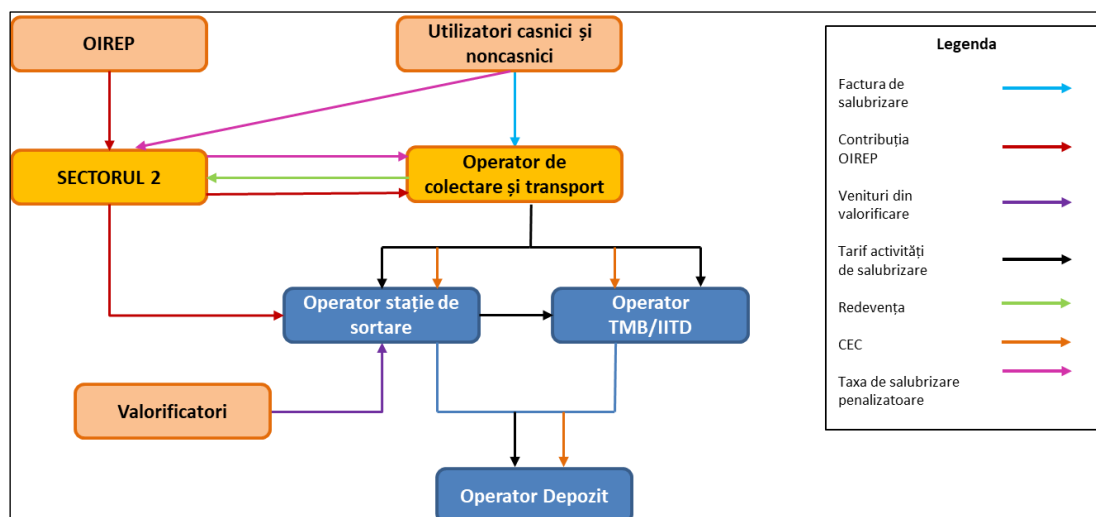 OIREP
Utilizatori casnici și
noncasnici
SECTORUL 2
Operator de
colectare și transport
Operator stație de
sortare
Operator
TMB/IITD
Valorificatori
Operator Depozit
Legenda
Factura de
salubrizare
Contribuția
OIREP
Venituri din
valorificare
Tarif activități
de salubrizare
Redevența
CEC
Taxa de salubrizare
penalizatoare